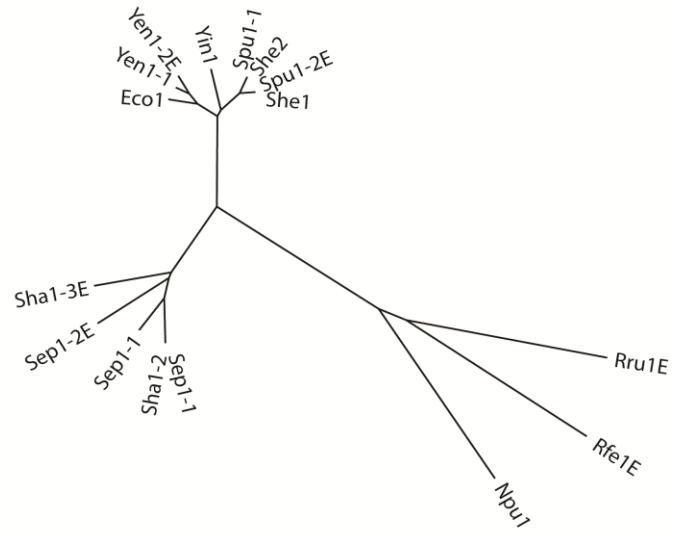 Yen1-2E
Yen1-1
Eco1
Yin1
Spu1-1
She2
Spu1-2E
She1
Sha1-3E
Sep1-2E
Sep1-1
Sha1-2
Sep1-1
Rru1E
Rfe1E
Npu1